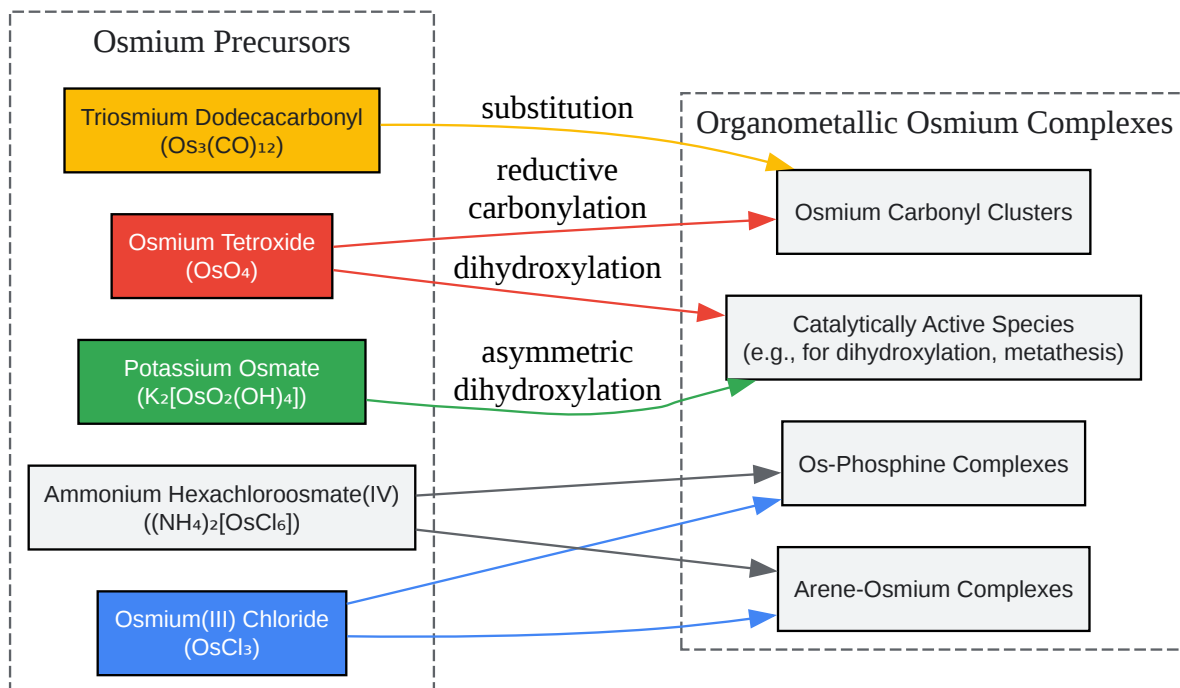 Osmium Precursors
Triosmium Dodecacarbonyl
(Os₃(CO)₁₂)
Osmium Tetroxide
(OsO₄)
Potassium Osmate
(K₂[OsO₂(OH)₄])
Ammonium Hexachloroosmate(IV)
((NH₄)₂[OsCl₆])
Osmium(III) Chloride
(OsCl₃)
substitution
reductive
carbonylation
dihydroxylation
asymmetric
dihydroxylation
Organometallic Osmium Complexes
Osmium Carbonyl Clusters
Catalytically Active Species
(e.g., for dihydroxylation, metathesis)
Os-Phosphine Complexes
Arene-Osmium Complexes